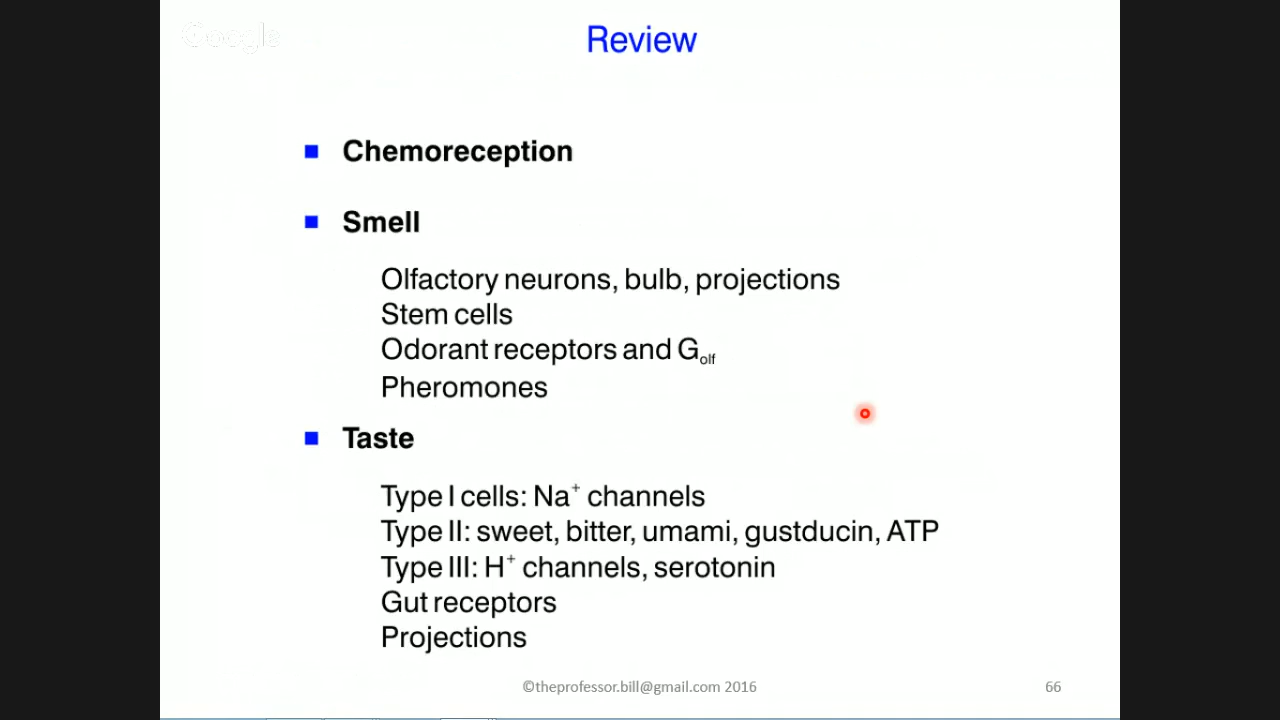 Google
Review
Chemoreception
Smell
Olfactory neurons, bulb, projections
Stem cells
Odorant receptors and Golf
Pheromones
Taste
Type I cells: Na+ channels
Type II: sweet, bitter, umami, gustducin, ATP
Type III: H+ channels, serotonin
Gut receptors
Projections
©theprofessor.bill@gmail.com 2016
66